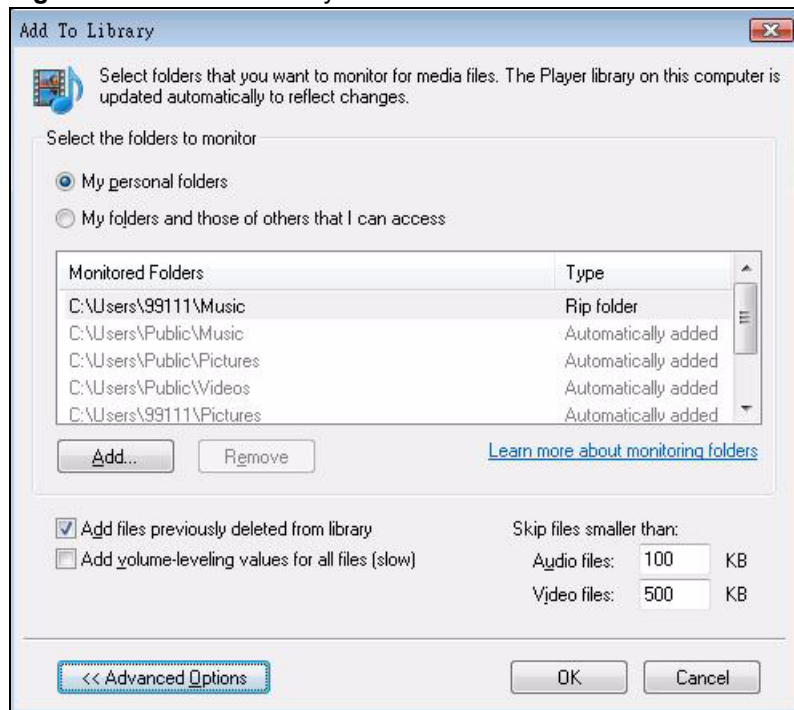 Add To Library
Select folders that you want to monitor for media files. The Player library on this computer is
updated automatically to reflect changes.
Select the folders to monitor
My personal folders
My folders and those of others that I can access
Monitored Folders Type
C:\Users\99111\Music Rip folder
C:\Users\Public\Music Automatically added
C:\Users\Public\Pictures Automatically added
C:\Users\Public\Videos Automatically added
C:\Users\99111\Pictures Automatically added
Add... Remove Learn more about monitoring folders
Add files previously deleted from library Skip files smaller than:
Add volume-leveling values for all files (slow) Audio files: 100 KB
Video files: 500 KB
<< Advanced Options OK Cancel